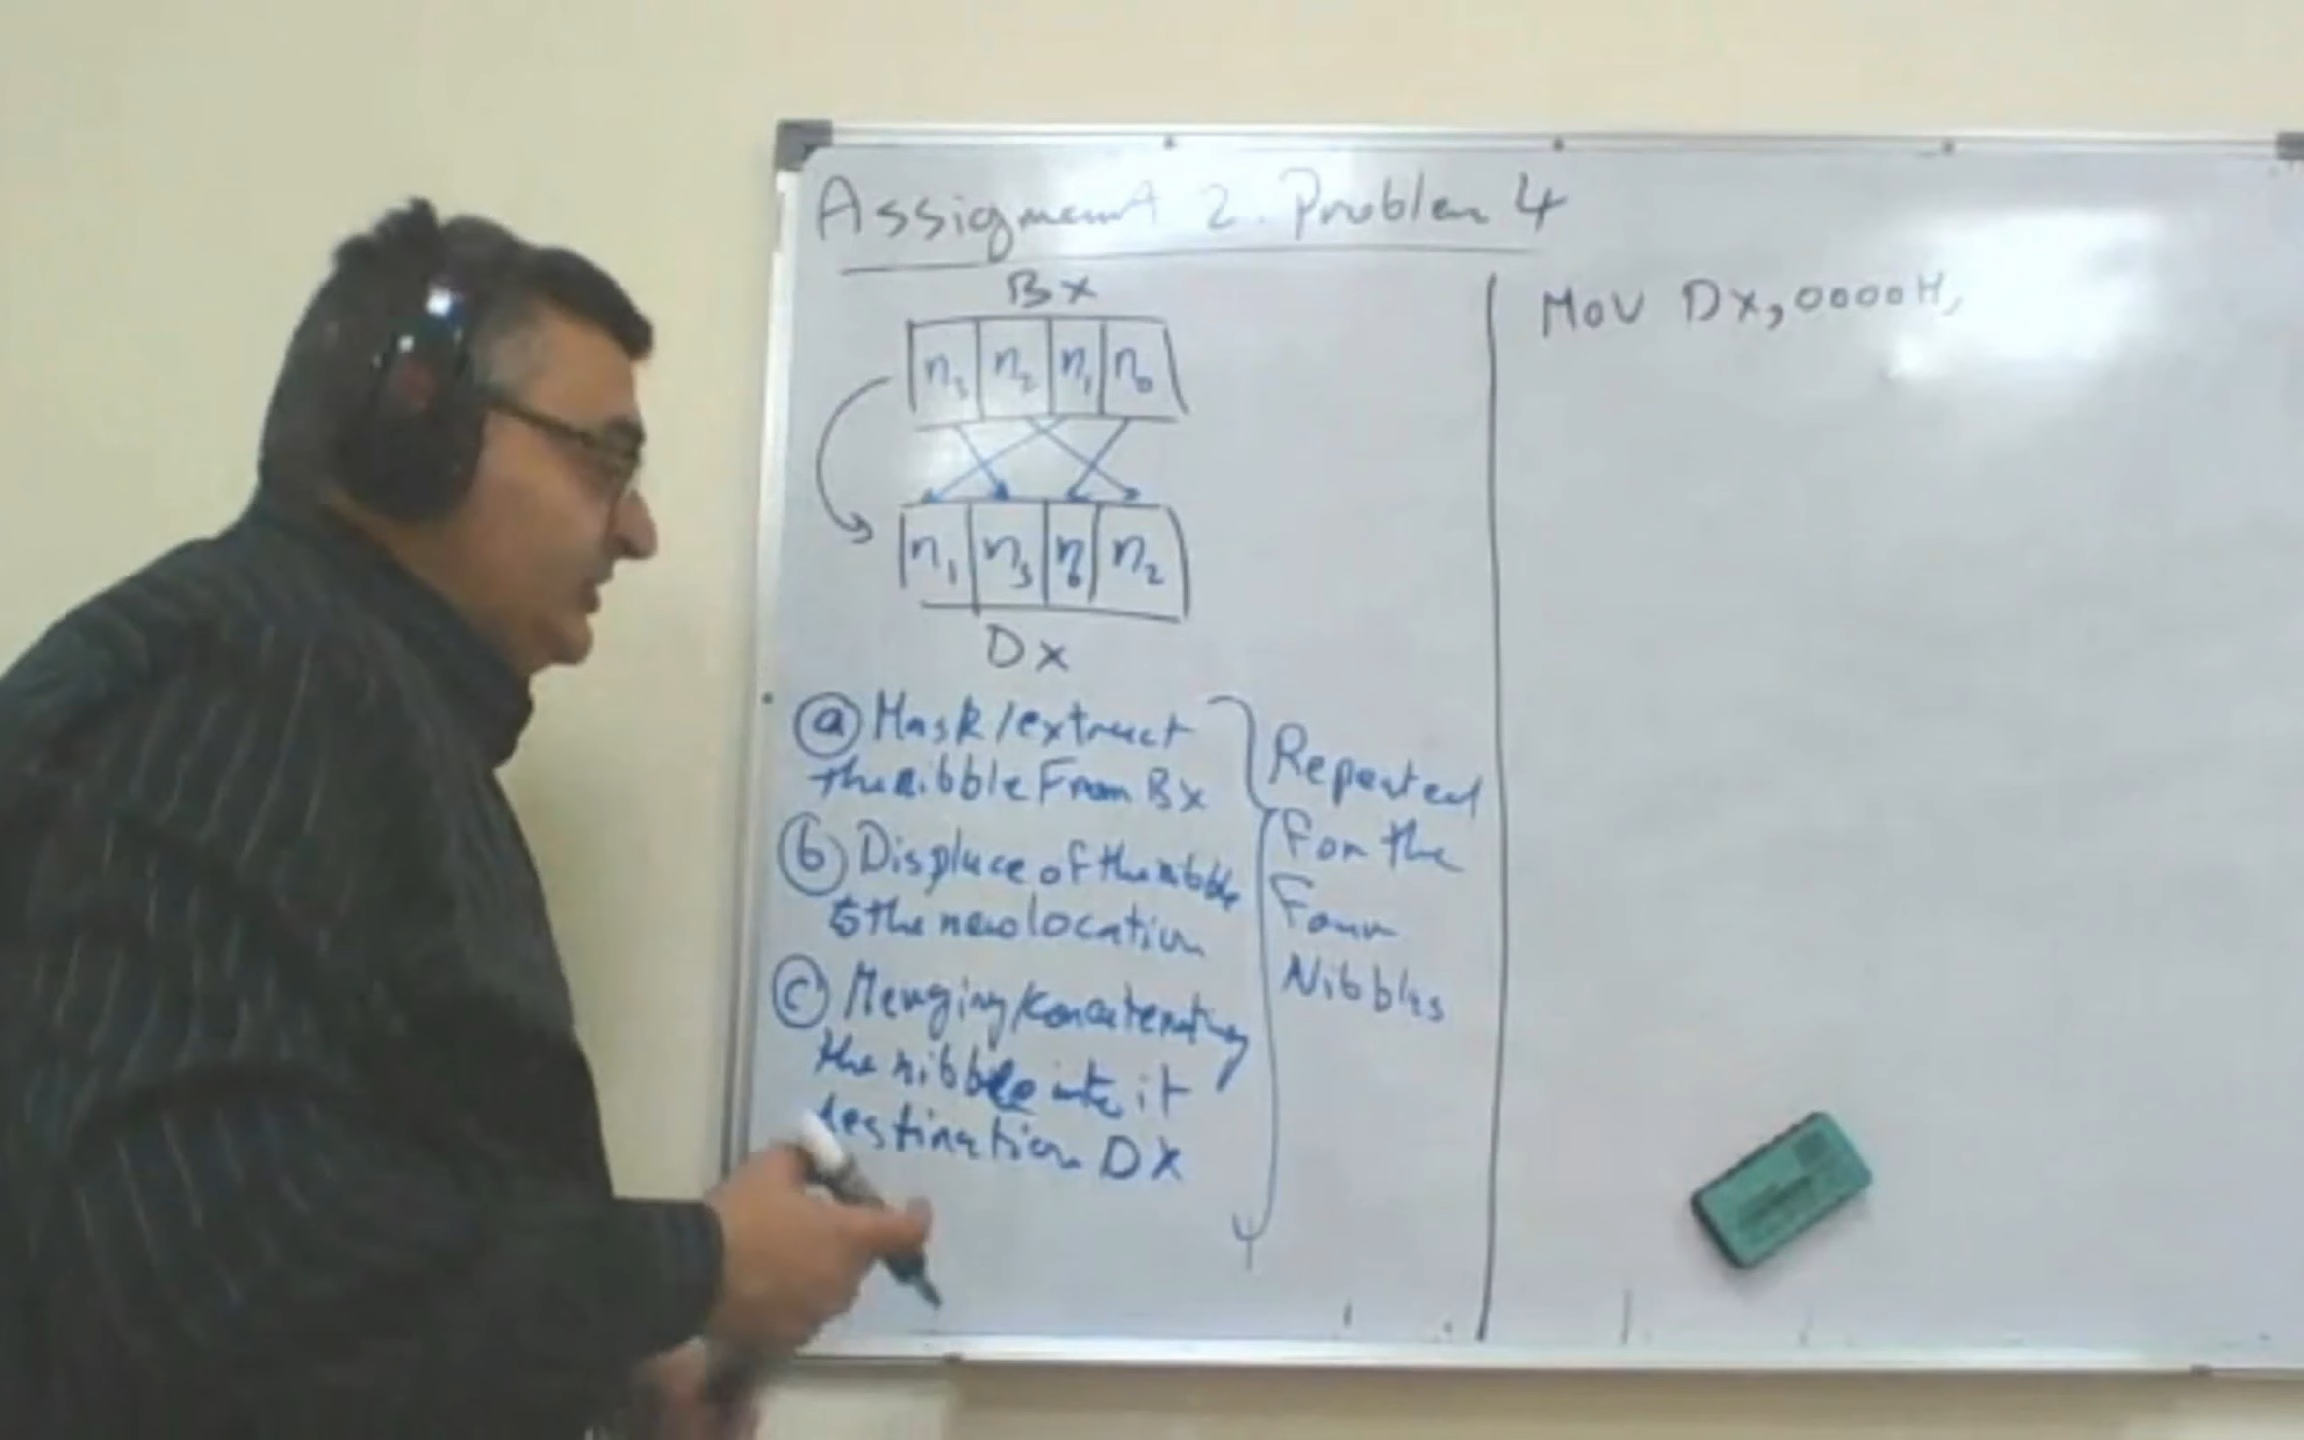 Assigment 2. Problem 4
Bx
n3 n2 n1 n0
n1 n3 n0 n2
Dx
a Mask/extract
the nibble From Bx
b Displace of the nibble
to the new location
c Merging/concatenating
the nibble into it
destination Dx
Repeated
For the
Four
Nibbles
Mov Dx,0000H,